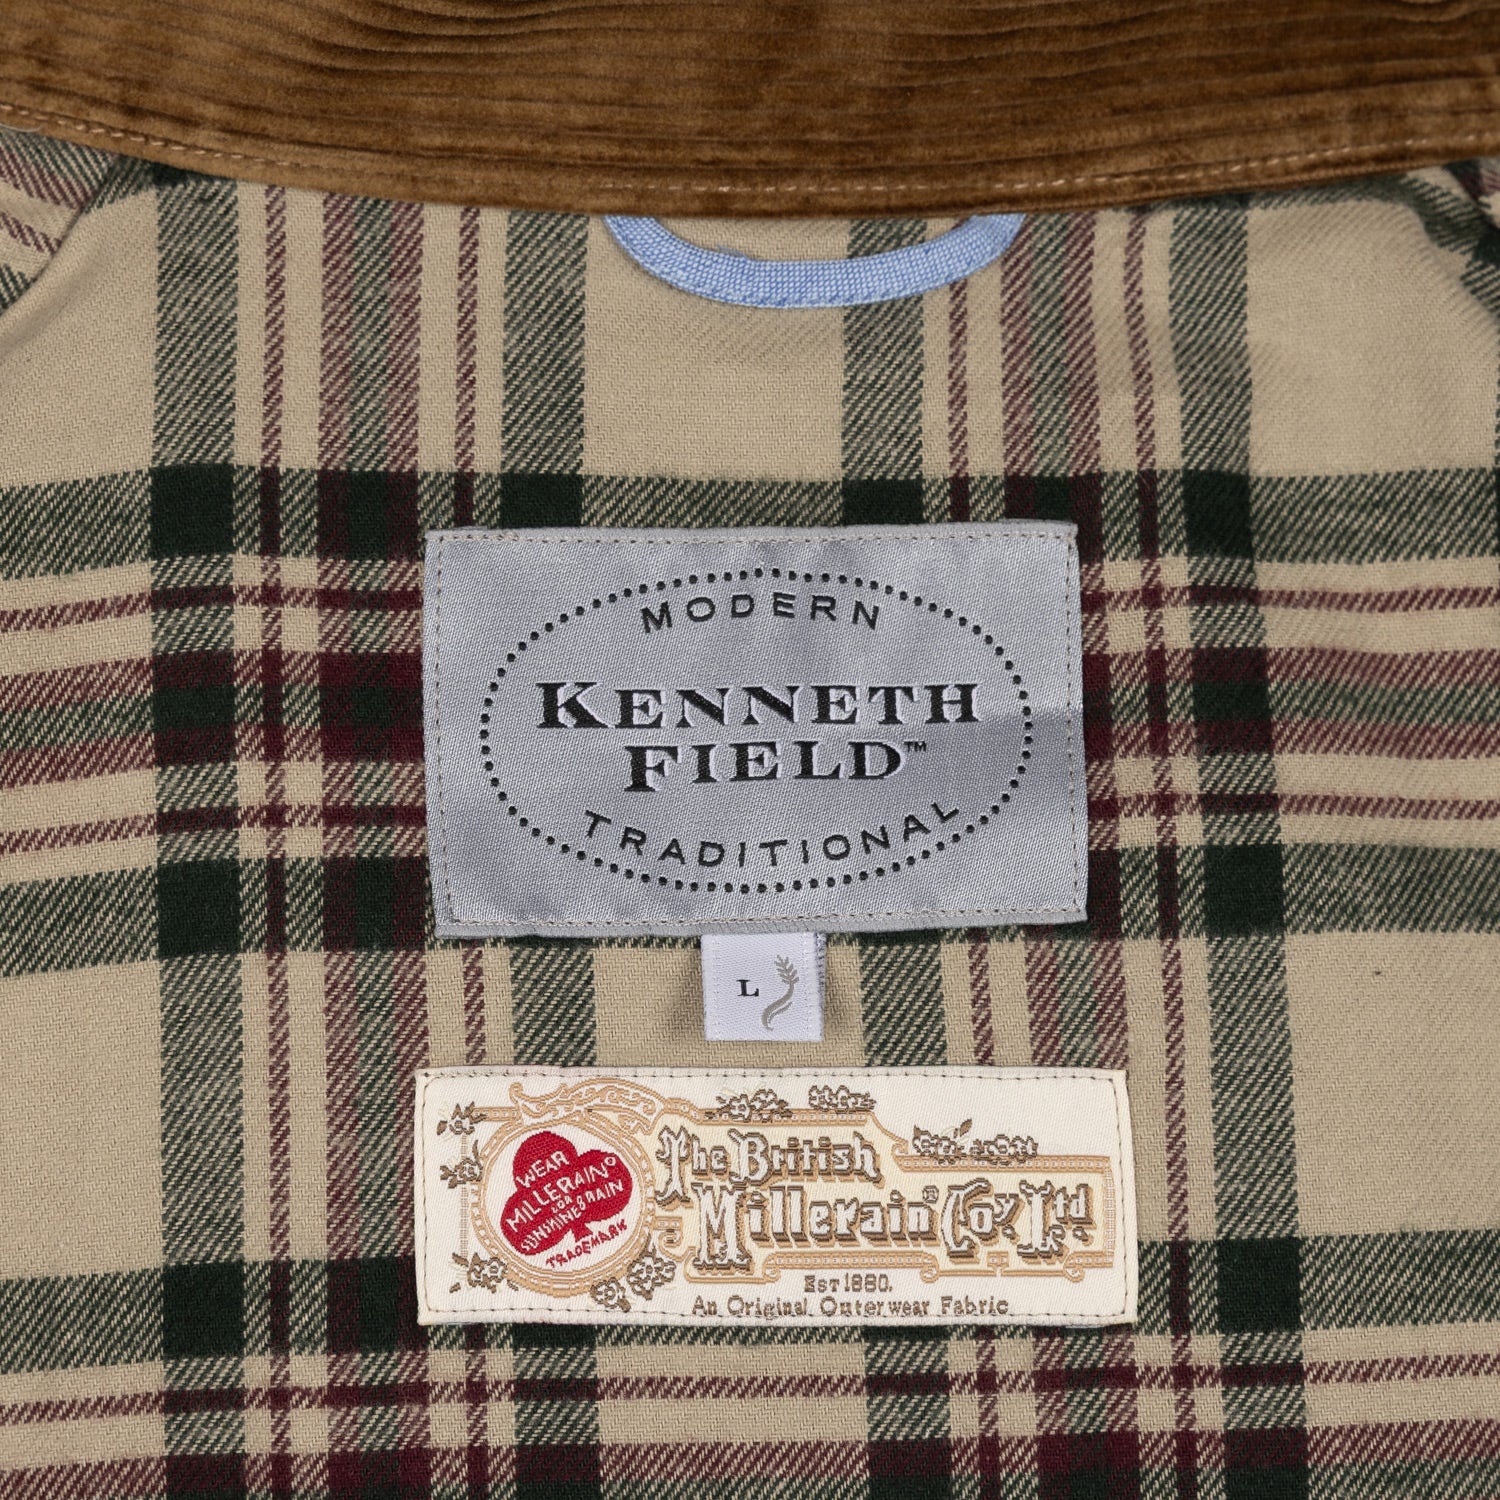 MODERN
KENNETH
FIELD™
TRADITIONAL
L
WEAR
MILLERAIN®
FOR
SUNSHINE & RAIN
TRADEMARK
The British
Millerain® Coy. Ltd.
EST 1880.
An Original Outerwear Fabric.